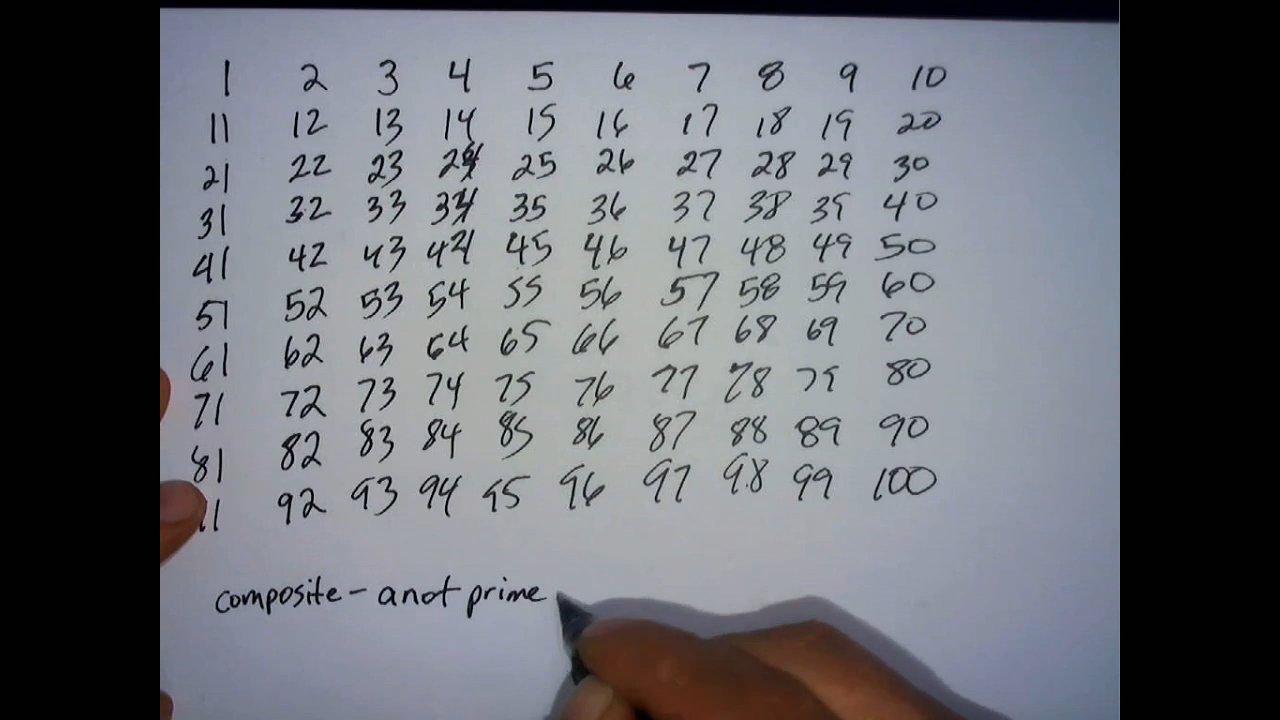 1 2 3 4 5 6 7 8 9 10
11 12 13 14 15 16 17 18 19 20
21 22 23 24 25 26 27 28 29 30
31 32 33 34 35 36 37 38 39 40
41 42 43 44 45 46 47 48 49 50
51 52 53 54 55 56 57 58 59 60
61 62 63 64 65 66 67 68 69 70
71 72 73 74 75 76 77 78 79 80
81 82 83 84 85 86 87 88 89 90
92 93 94 95 96 97 98 99 100
composite - anot prime